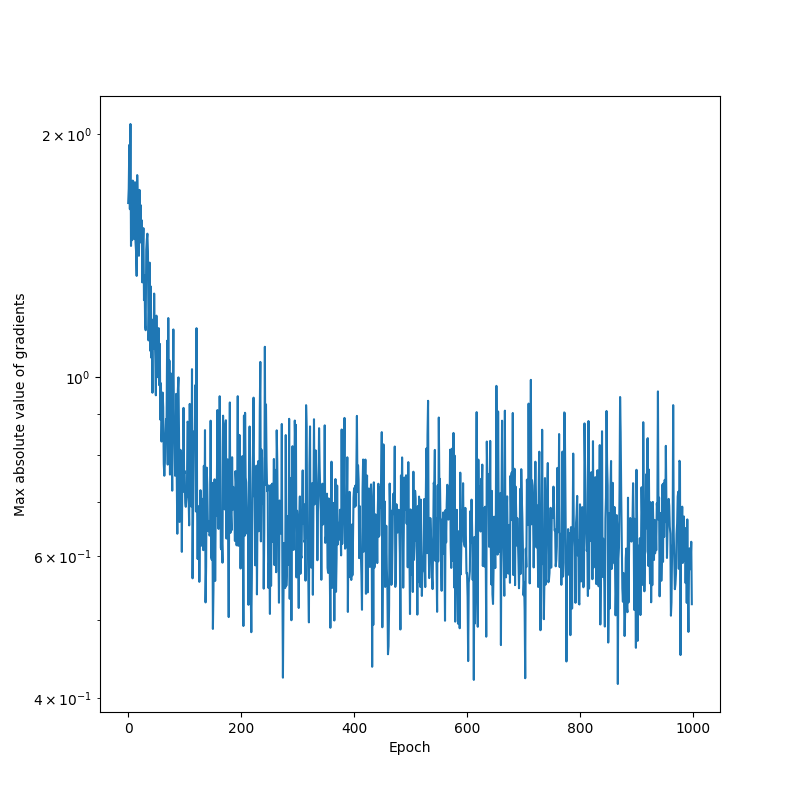 Max absolute value of gradients
2 × 10⁰
10⁰
6 × 10⁻¹
4 × 10⁻¹
0 200 400 600 800 1000
Epoch